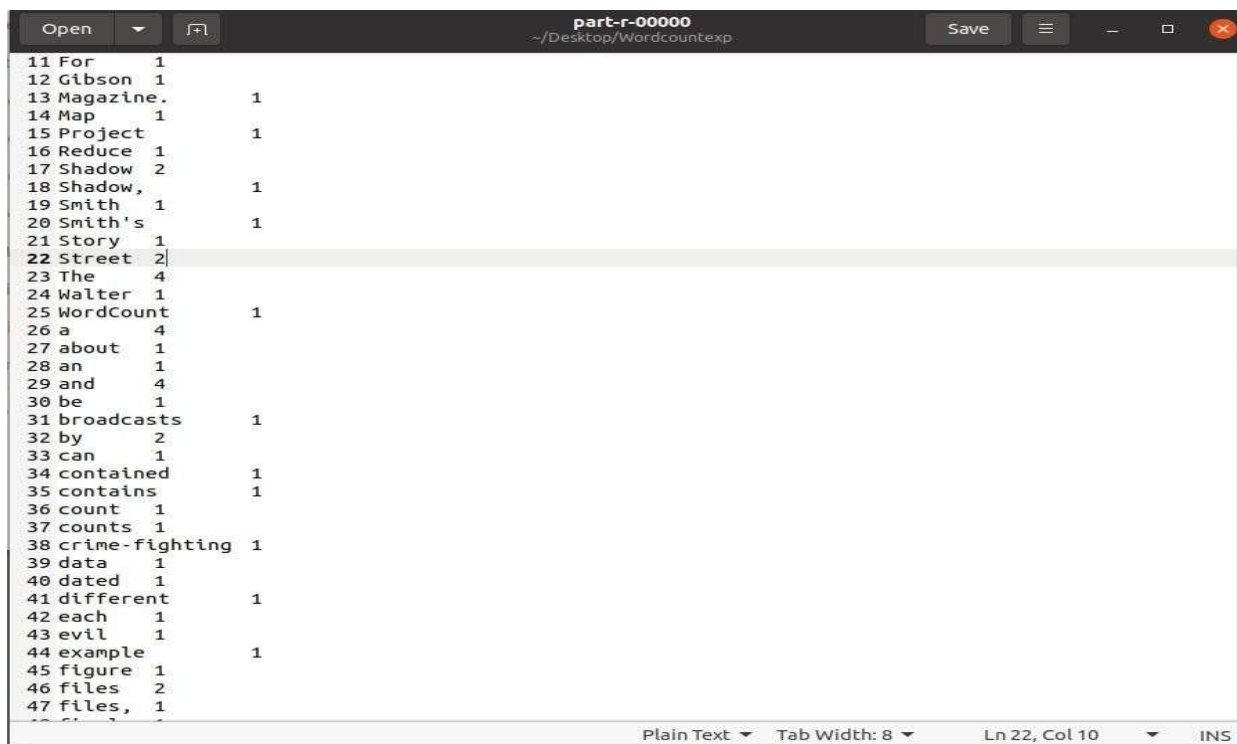 Open
part-r-00000
~/Desktop/Wordcountexp
Save
11 For 1
12 Gibson 1
13 Magazine. 1
14 Map 1
15 Project 1
16 Reduce 1
17 Shadow 2
18 Shadow, 1
19 Smith 1
20 Smith's 1
21 Story 1
22 Street 2
23 The 4
24 Walter 1
25 WordCount 1
26 a 4
27 about 1
28 an 1
29 and 4
30 be 1
31 broadcasts 1
32 by 2
33 can 1
34 contained 1
35 contains 1
36 count 1
37 counts 1
38 crime-fighting 1
39 data 1
40 dated 1
41 different 1
42 each 1
43 evil 1
44 example 1
45 figure 1
46 files 2
47 files, 1
Plain Text Tab Width: 8 Ln 22, Col 10 INS